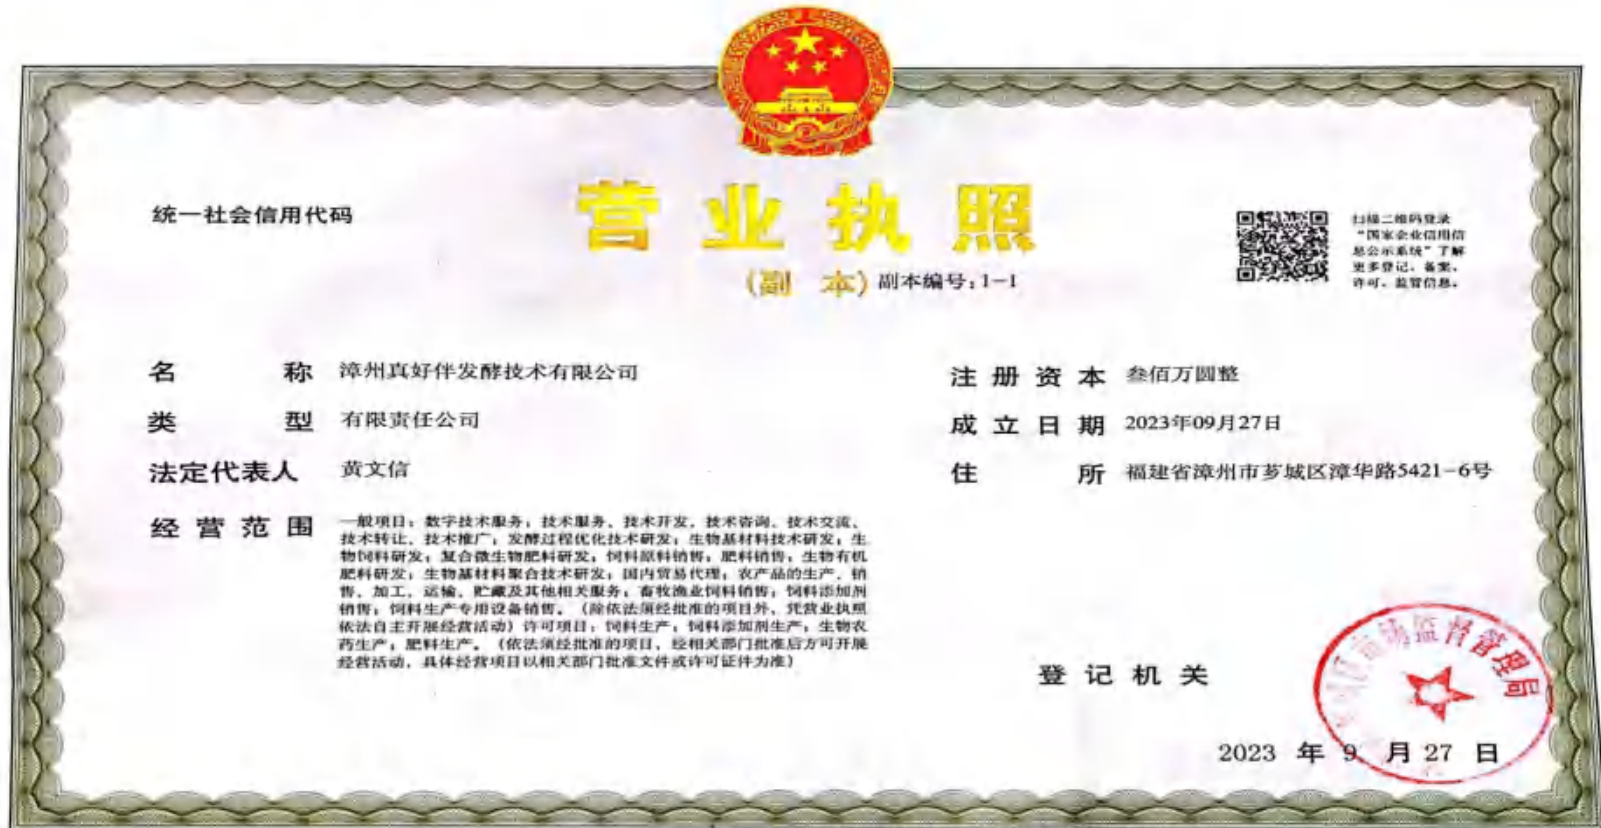 营业执照
(副 本) 副本编号：1-1
统一社会信用代码
扫描二维码登录
“国家企业信用信
息公示系统”了解
更多登记、备案、
许可、监管信息。
名 称 漳州真好伴发酵技术有限公司
类 型 有限责任公司
法定代表人 黄文信
经营范围 一般项目：数字技术服务；技术服务、技术开发、技术咨询、技术交流、
技术转让、技术推广；发酵过程优化技术研发；生物基材料技术研发；生
物饲料研发；复合微生物肥料研发；饲料原料销售；肥料销售；生物有机
肥料研发；生物基材料聚合技术研发；国内贸易代理；农产品的生产、销
售、加工、运输、贮藏及其他相关服务；畜牧渔业饲料销售；饲料添加剂
销售；饲料生产专用设备销售。（除依法须经批准的项目外，凭营业执照
依法自主开展经营活动）许可项目：饲料生产；饲料添加剂生产；生物农
药生产；肥料生产。（依法须经批准的项目，经相关部门批准后方可开展
经营活动，具体经营项目以相关部门批准文件或许可证件为准）
注册资本 叁佰万圆整
成立日期 2023年09月27日
住 所 福建省漳州市芗城区漳华路5421-6号
登记机关
市场监督管理局
2023 年 9 月 27 日